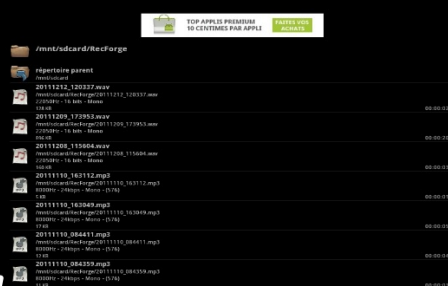 TOP APPLIS PREMIUM
10 CENTIMES PAR APPLI
FAITES VOS
ACHATS
/mnt/sdcard/RecForge
répertoire parent
/mnt/sdcard
20111212_120337.wav
/mnt/sdcard/RecForge/20111212_120337.wav
22050Hz - 16 bits - Mono
20111209_173953.wav
/mnt/sdcard/RecForge/20111209_173953.wav
22050Hz - 16 bits - Mono
20111208_115604.wav
/mnt/sdcard/RecForge/20111208_115604.wav
22050Hz - 16 bits - Mono
20111110_163112.mp3
/mnt/sdcard/RecForge/20111110_163112.mp3
8000Hz - 24kbps - Mono - (576)
20111110_163049.mp3
/mnt/sdcard/RecForge/20111110_163049.mp3
8000Hz - 24kbps - Mono - (576)
20111110_084411.mp3
/mnt/sdcard/RecForge/20111110_084411.mp3
8000Hz - 24kbps - Mono - (576)
20111110_084359.mp3
/mnt/sdcard/RecForge/20111110_084359.mp3
8000Hz - 24kbps - Mono - (576)